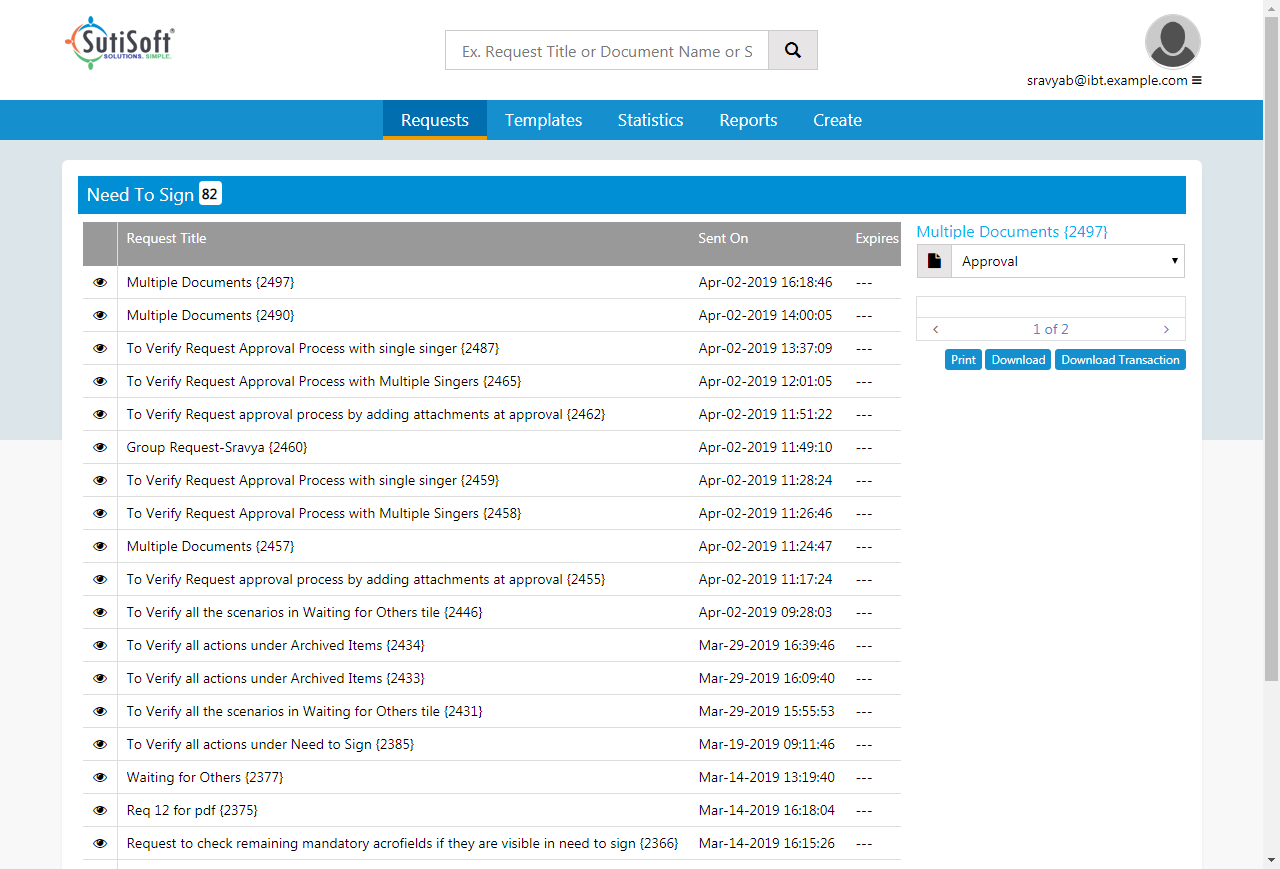 SutiSoft®
SOLUTIONS. SIMPLE.
Ex. Request Title or Document Name or S
sravyab@ibt.example.com
Requests Templates Statistics Reports Create
Need To Sign 82
Request Title Sent On Expires
Multiple Documents {2497} Apr-02-2019 16:18:46 ---
Multiple Documents {2490} Apr-02-2019 14:00:05 ---
To Verify Request Approval Process with single singer {2487} Apr-02-2019 13:37:09 ---
To Verify Request Approval Process with Multiple Singers {2465} Apr-02-2019 12:01:05 ---
To Verify Request approval process by adding attachments at approval {2462} Apr-02-2019 11:51:22 ---
Group Request-Sravya {2460} Apr-02-2019 11:49:10 ---
To Verify Request Approval Process with single singer {2459} Apr-02-2019 11:28:24 ---
To Verify Request Approval Process with Multiple Singers {2458} Apr-02-2019 11:26:46 ---
Multiple Documents {2457} Apr-02-2019 11:24:47 ---
To Verify Request approval process by adding attachments at approval {2455} Apr-02-2019 11:17:24 ---
To Verify all the scenarios in Waiting for Others tile {2446} Apr-02-2019 09:28:03 ---
To Verify all actions under Archived Items {2434} Mar-29-2019 16:39:46 ---
To Verify all actions under Archived Items {2433} Mar-29-2019 16:09:40 ---
To Verify all the scenarios in Waiting for Others tile {2431} Mar-29-2019 15:55:53 ---
To Verify all actions under Need to Sign {2385} Mar-19-2019 09:11:46 ---
Waiting for Others {2377} Mar-14-2019 13:19:40 ---
Req 12 for pdf {2375} Mar-14-2019 16:18:04 ---
Request to check remaining mandatory acrofields if they are visible in need to sign {2366} Mar-14-2019 16:15:26 ---
Multiple Documents {2497}
Approval
1 of 2
Print Download Download Transaction